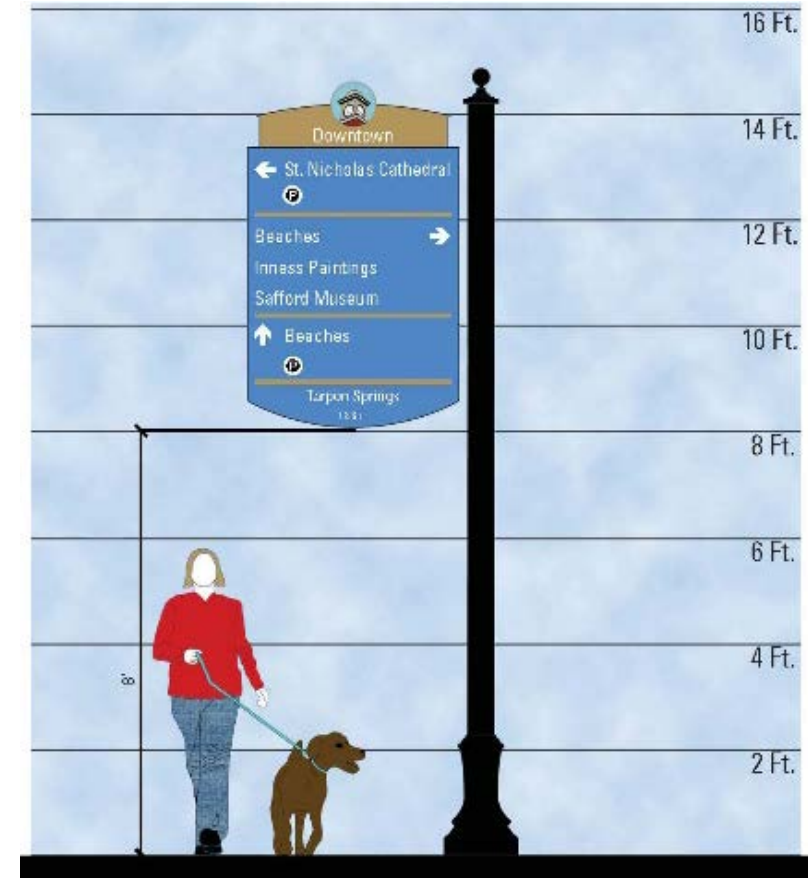 16 Ft.
14 Ft.
Downtown
St. Nicholas Cathedral
P
12 Ft.
Beaches
Inness Paintings
Safford Museum
10 Ft.
Beaches
P
Tarpon Springs
8 Ft.
6 Ft.
4 Ft.
8'
2 Ft.